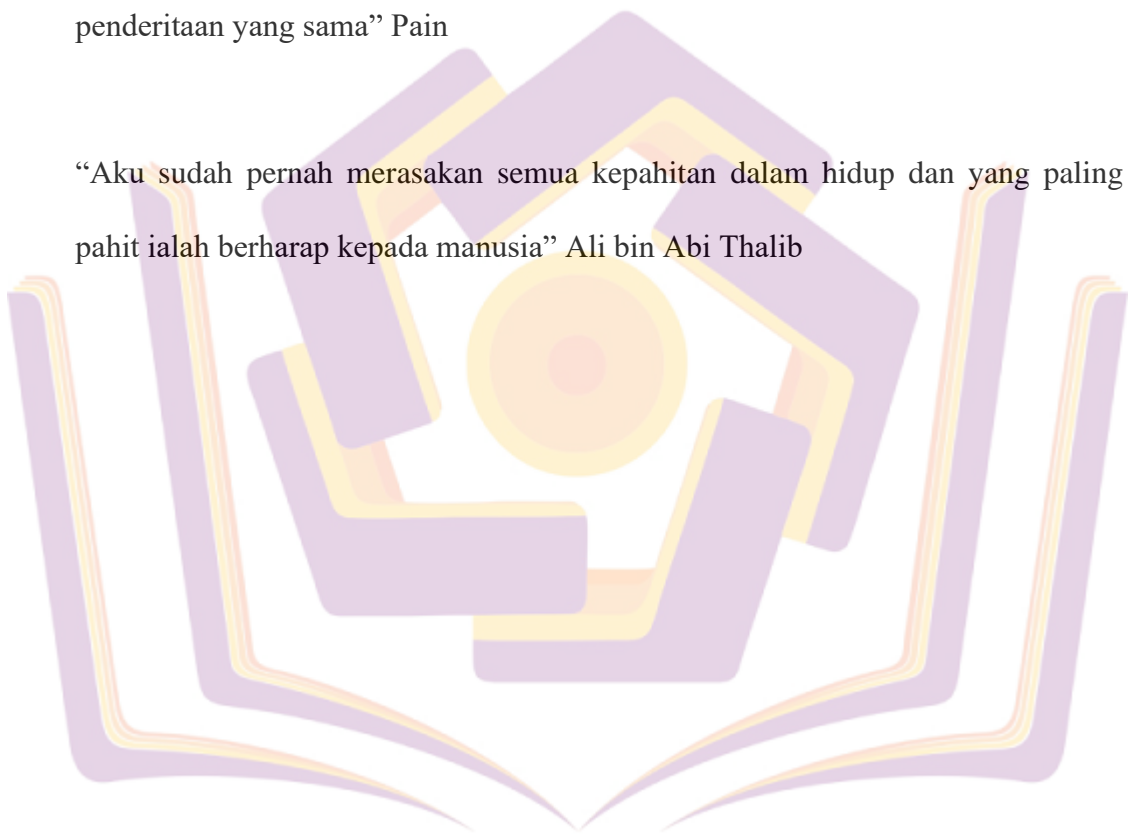 penderitaan yang sama” Pain
“Aku sudah pernah merasakan semua kepahitan dalam hidup dan yang paling
pahit ialah berharap kepada manusia” Ali bin Abi Thalib